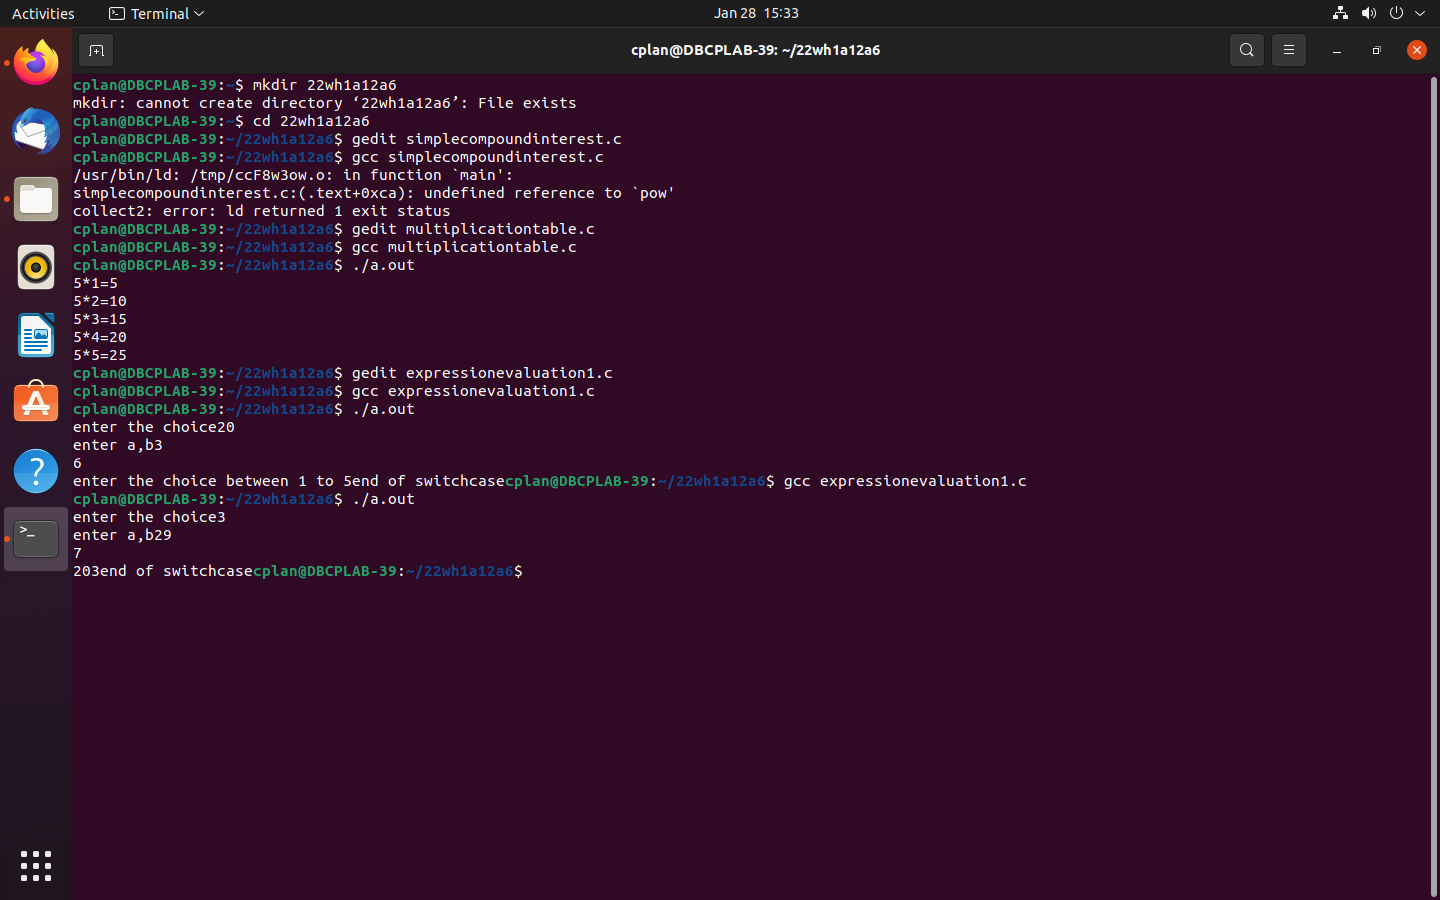 Activities
Terminal
Jan 28 15:33
cplan@DBCPLAB-39: ~/22wh1a12a6
cplan@DBCPLAB-39:~$ mkdir 22wh1a12a6
mkdir: cannot create directory ‘22wh1a12a6’: File exists
cplan@DBCPLAB-39:~$ cd 22wh1a12a6
cplan@DBCPLAB-39:~/22wh1a12a6$ gedit simplecompoundinterest.c
cplan@DBCPLAB-39:~/22wh1a12a6$ gcc simplecompoundinterest.c
/usr/bin/ld: /tmp/ccF8w3ow.o: in function `main':
simplecompoundinterest.c:(.text+0xca): undefined reference to `pow'
collect2: error: ld returned 1 exit status
cplan@DBCPLAB-39:~/22wh1a12a6$ gedit multiplicationtable.c
cplan@DBCPLAB-39:~/22wh1a12a6$ gcc multiplicationtable.c
cplan@DBCPLAB-39:~/22wh1a12a6$ ./a.out
5*1=5
5*2=10
5*3=15
5*4=20
5*5=25
cplan@DBCPLAB-39:~/22wh1a12a6$ gedit expressionevaluation1.c
cplan@DBCPLAB-39:~/22wh1a12a6$ gcc expressionevaluation1.c
cplan@DBCPLAB-39:~/22wh1a12a6$ ./a.out
enter the choice20
enter a,b3
6
enter the choice between 1 to 5end of switchcasecplan@DBCPLAB-39:~/22wh1a12a6$ gcc expressionevaluation1.c
cplan@DBCPLAB-39:~/22wh1a12a6$ ./a.out
enter the choice3
enter a,b29
7
203end of switchcasecplan@DBCPLAB-39:~/22wh1a12a6$